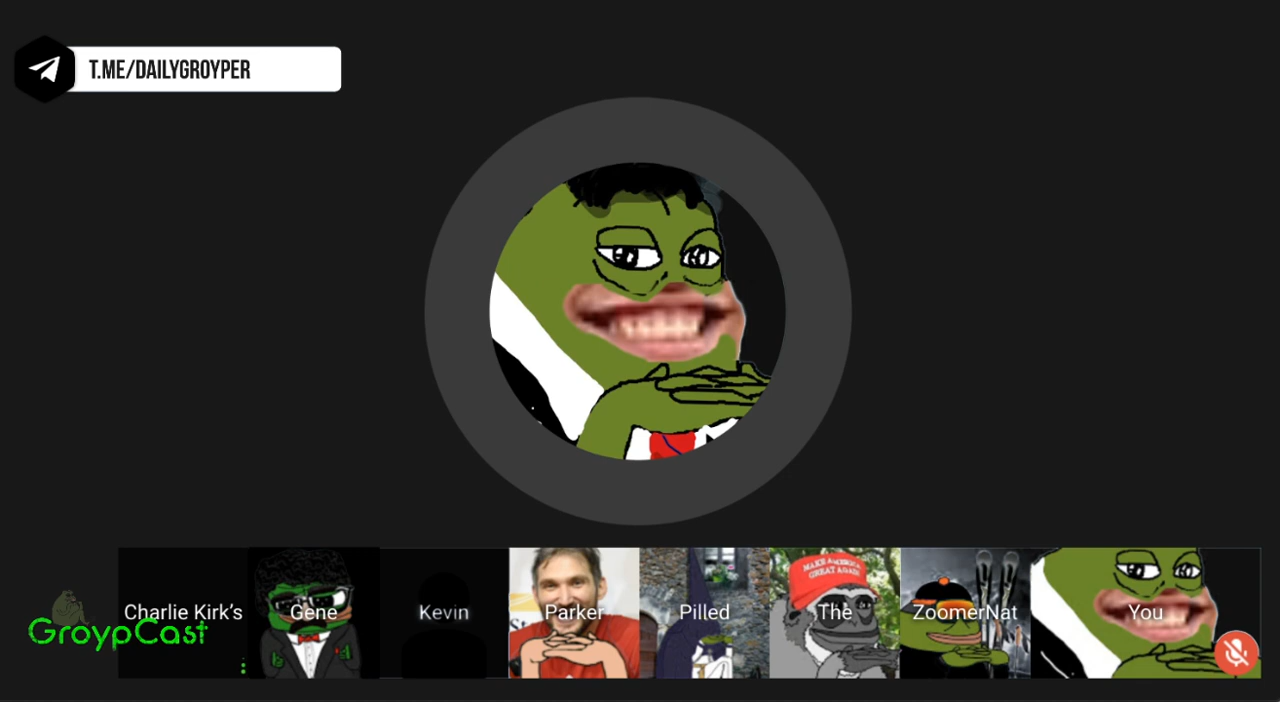 T.ME/DAILYGROYPER
MAKE AMERICA
GREAT AGAIN
Charlie Kirk’s
Gene
Kevin
Parker
Pilled
The
ZoomerNat
You
GroypCast